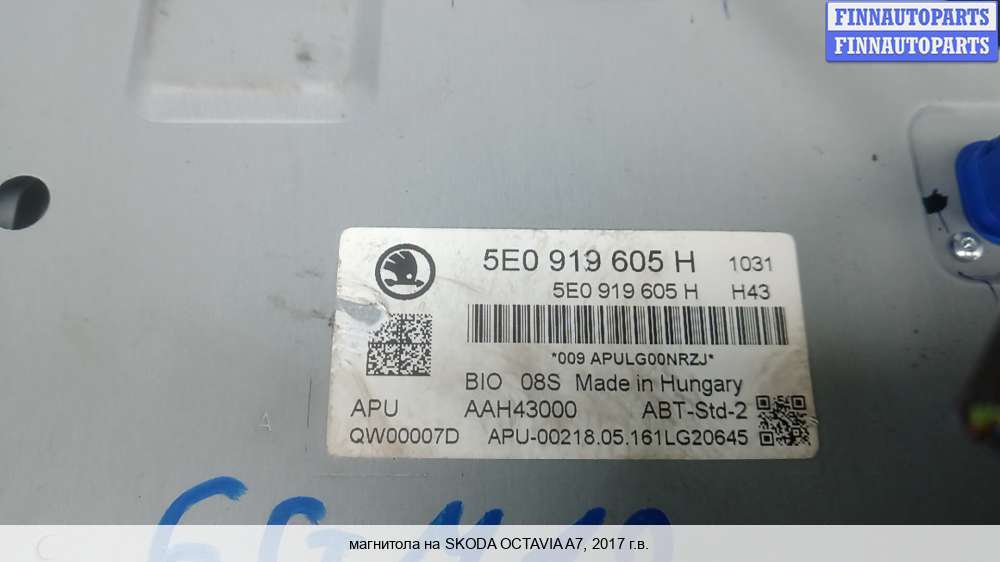 FINNAUTOPARTS
FINNAUTOPARTS
5E0 919 605 H 1031
5E0 919 605 H H43
*009 APULG00NRZJ*
BIO 08S Made in Hungary
APU AAH43000 ABT-Std-2
QW00007D APU-00218.05.161LG20645
магнитола на SKODA OCTAVIA A7, 2017 г.в.